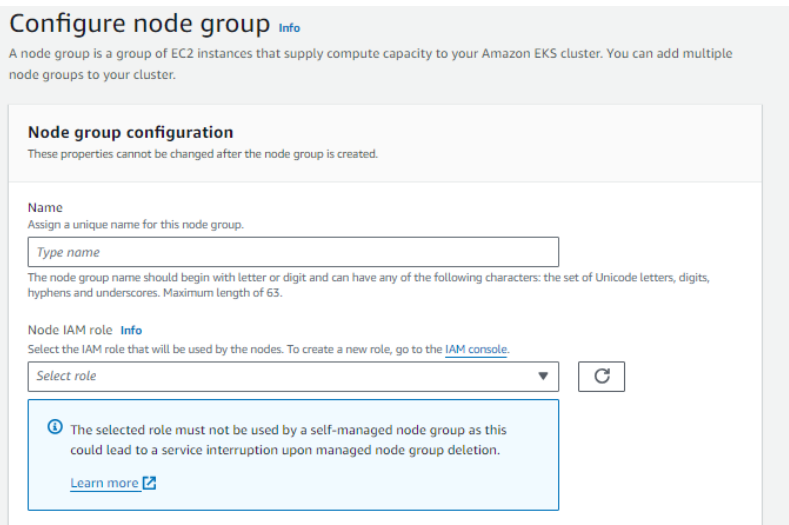 Configure node group Info
A node group is a group of EC2 instances that supply compute capacity to your Amazon EKS cluster. You can add multiple
node groups to your cluster.
Node group configuration
These properties cannot be changed after the node group is created.
Name
Assign a unique name for this node group.
Type name
The node group name should begin with letter or digit and can have any of the following characters: the set of Unicode letters, digits,
hyphens and underscores. Maximum length of 63.
Node IAM role Info
Select the IAM role that will be used by the nodes. To create a new role, go to the IAM console.
Select role
The selected role must not be used by a self-managed node group as this
could lead to a service interruption upon managed node group deletion.
Learn more